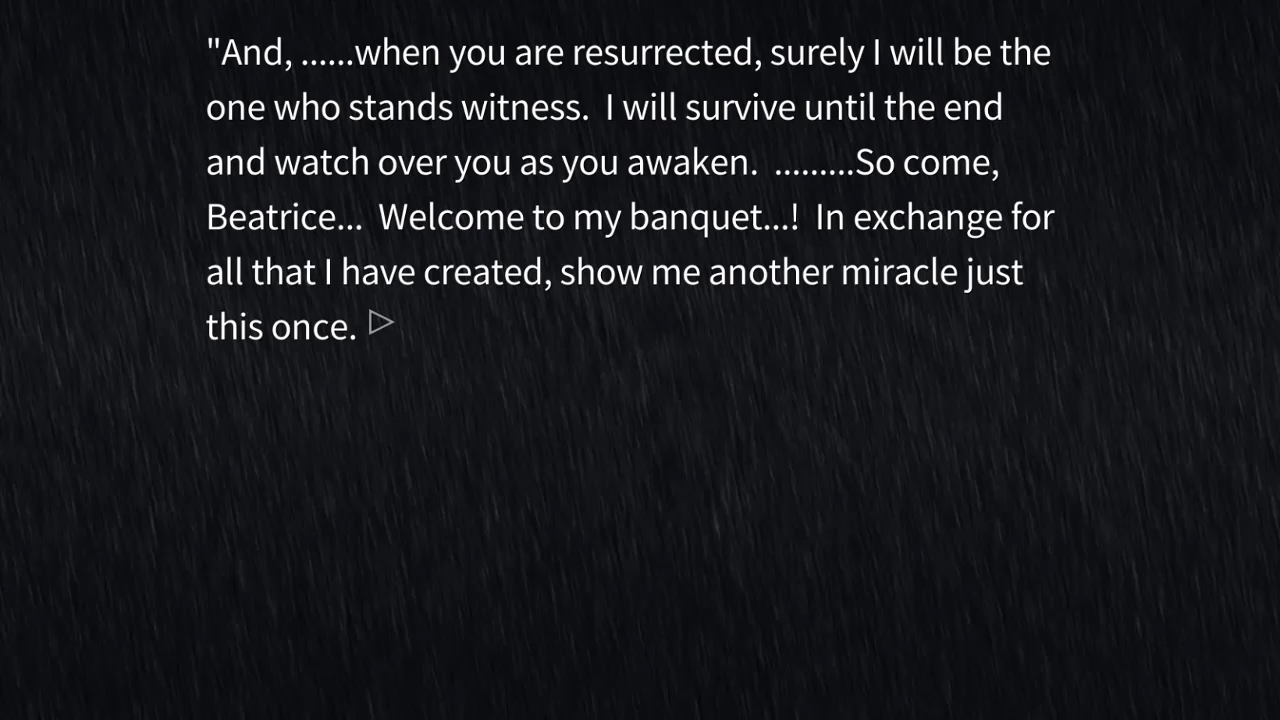 "And, ......when you are resurrected, surely I will be the
one who stands witness.  I will survive until the end
and watch over you as you awaken.  .........So come,
Beatrice...  Welcome to my banquet...!  In exchange for
all that I have created, show me another miracle just
this once.